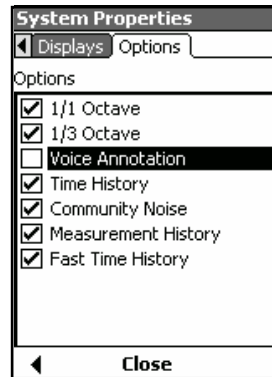 System Properties
Displays Options
Options
1/1 Octave
1/3 Octave
Voice Annotation
Time History
Community Noise
Measurement History
Fast Time History
Close